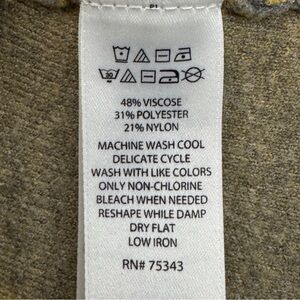 48% VISCOSE
31% POLYESTER
21% NYLON
MACHINE WASH COOL
DELICATE CYCLE
WASH WITH LIKE COLORS
ONLY NON-CHLORINE
BLEACH WHEN NEEDED
RESHAPE WHILE DAMP
DRY FLAT
LOW IRON
RN# 75343